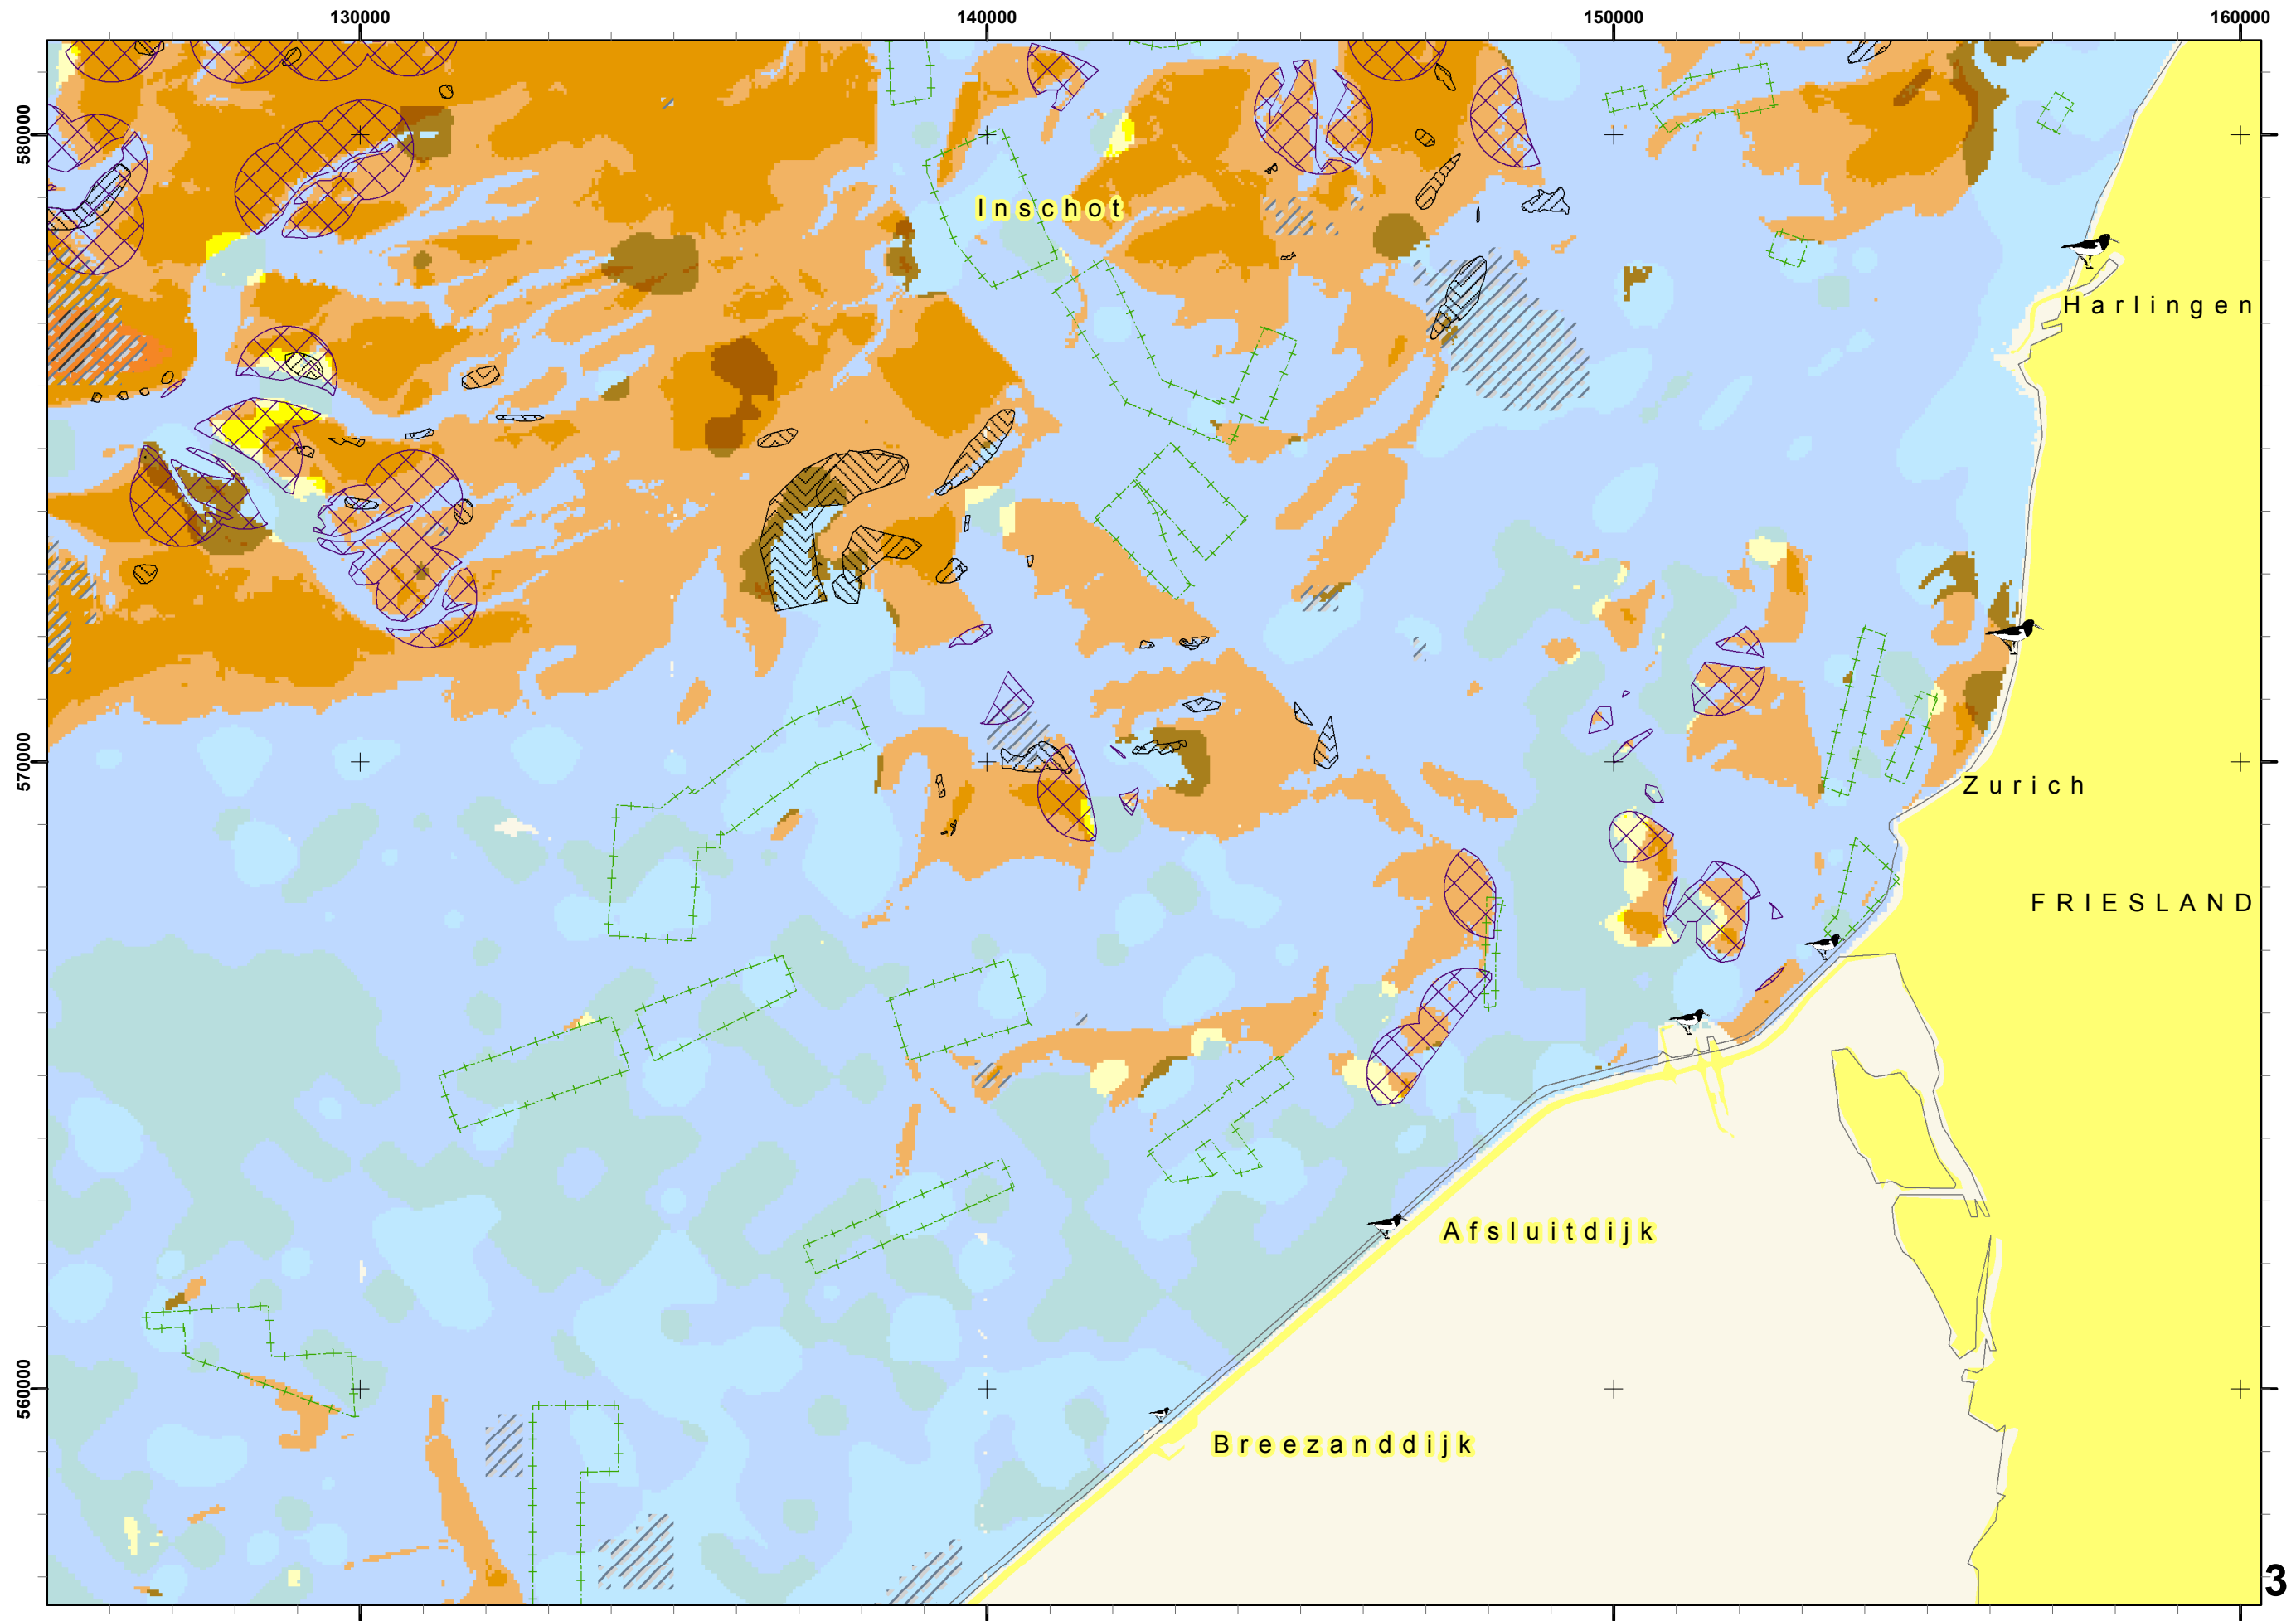 130000 140000 150000 160000
580000
Inschot
Harlingen
570000
Zurich
FRIESLAND
Afsluitdijk
560000
Breezanddijk
3